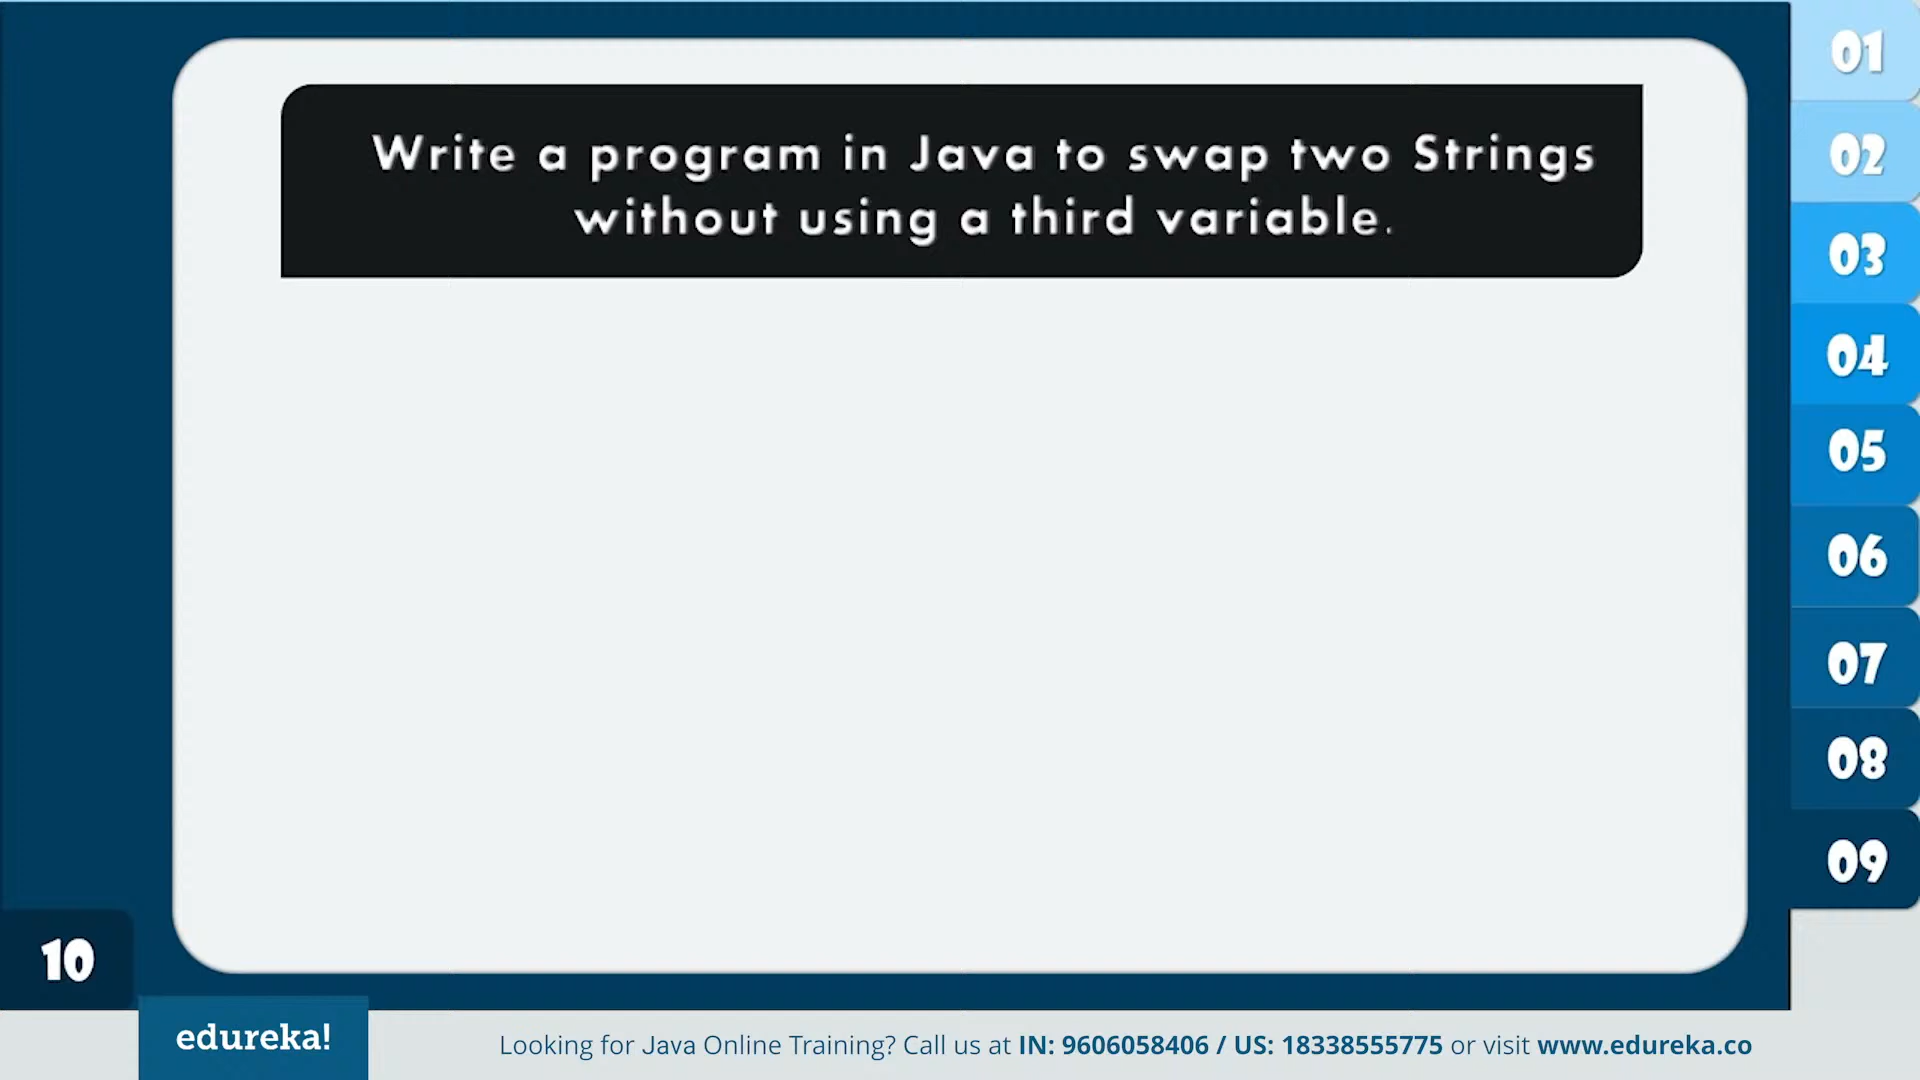 Write a program in Java to swap two Strings
without using a third variable.
01
02
03
04
05
06
07
08
09
10
edureka!
Looking for Java Online Training? Call us at IN: 9606058406 / US: 18338555775 or visit www.edureka.co